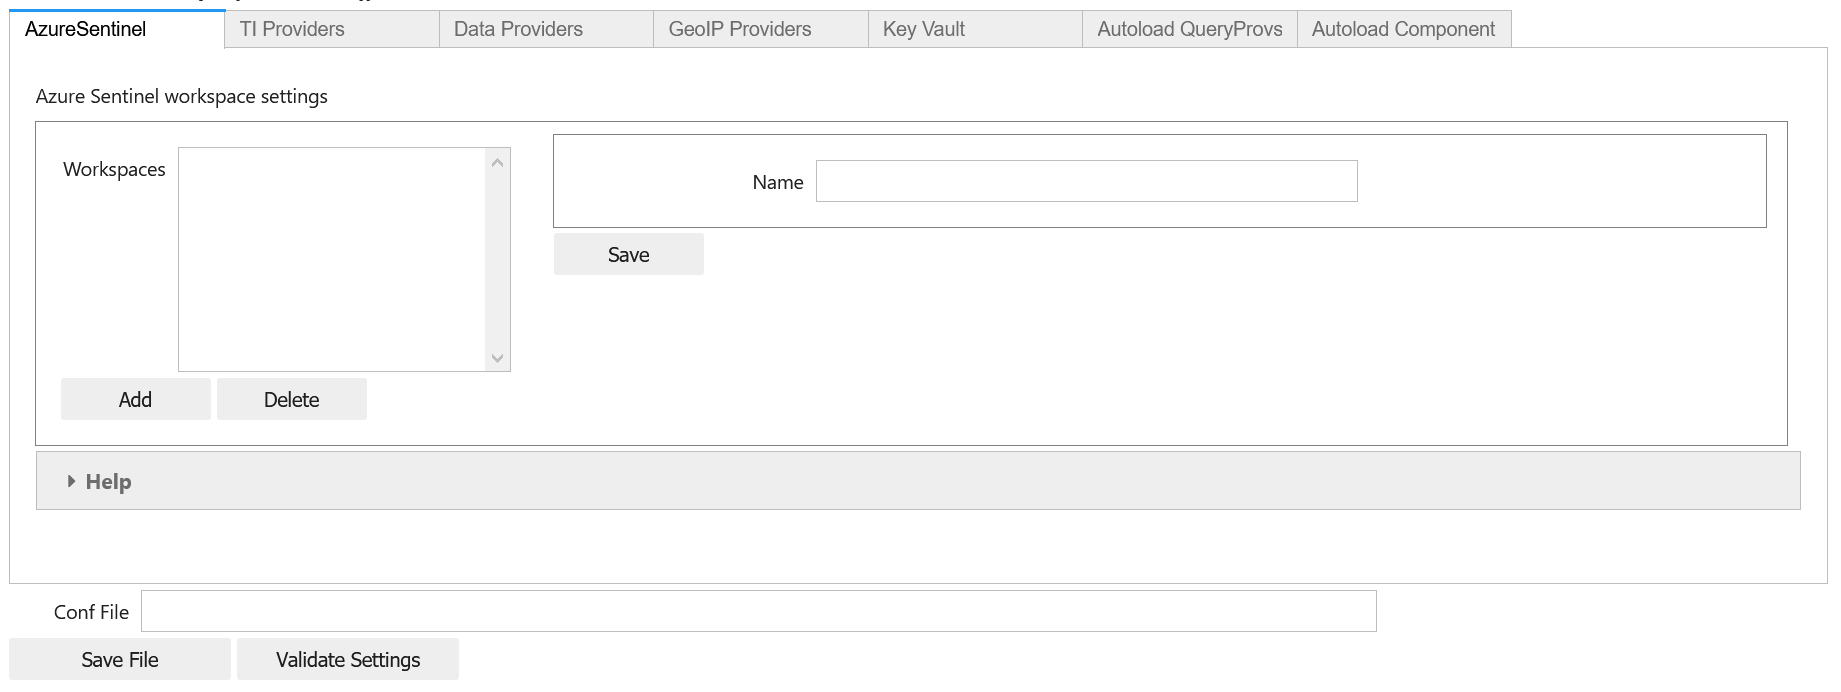 AzureSentinel TI Providers Data Providers GeoIP Providers Key Vault Autoload QueryProvs Autoload Component
Azure Sentinel workspace settings
Workspaces
Name
Save
Add Delete
Help
Conf File
Save File Validate Settings